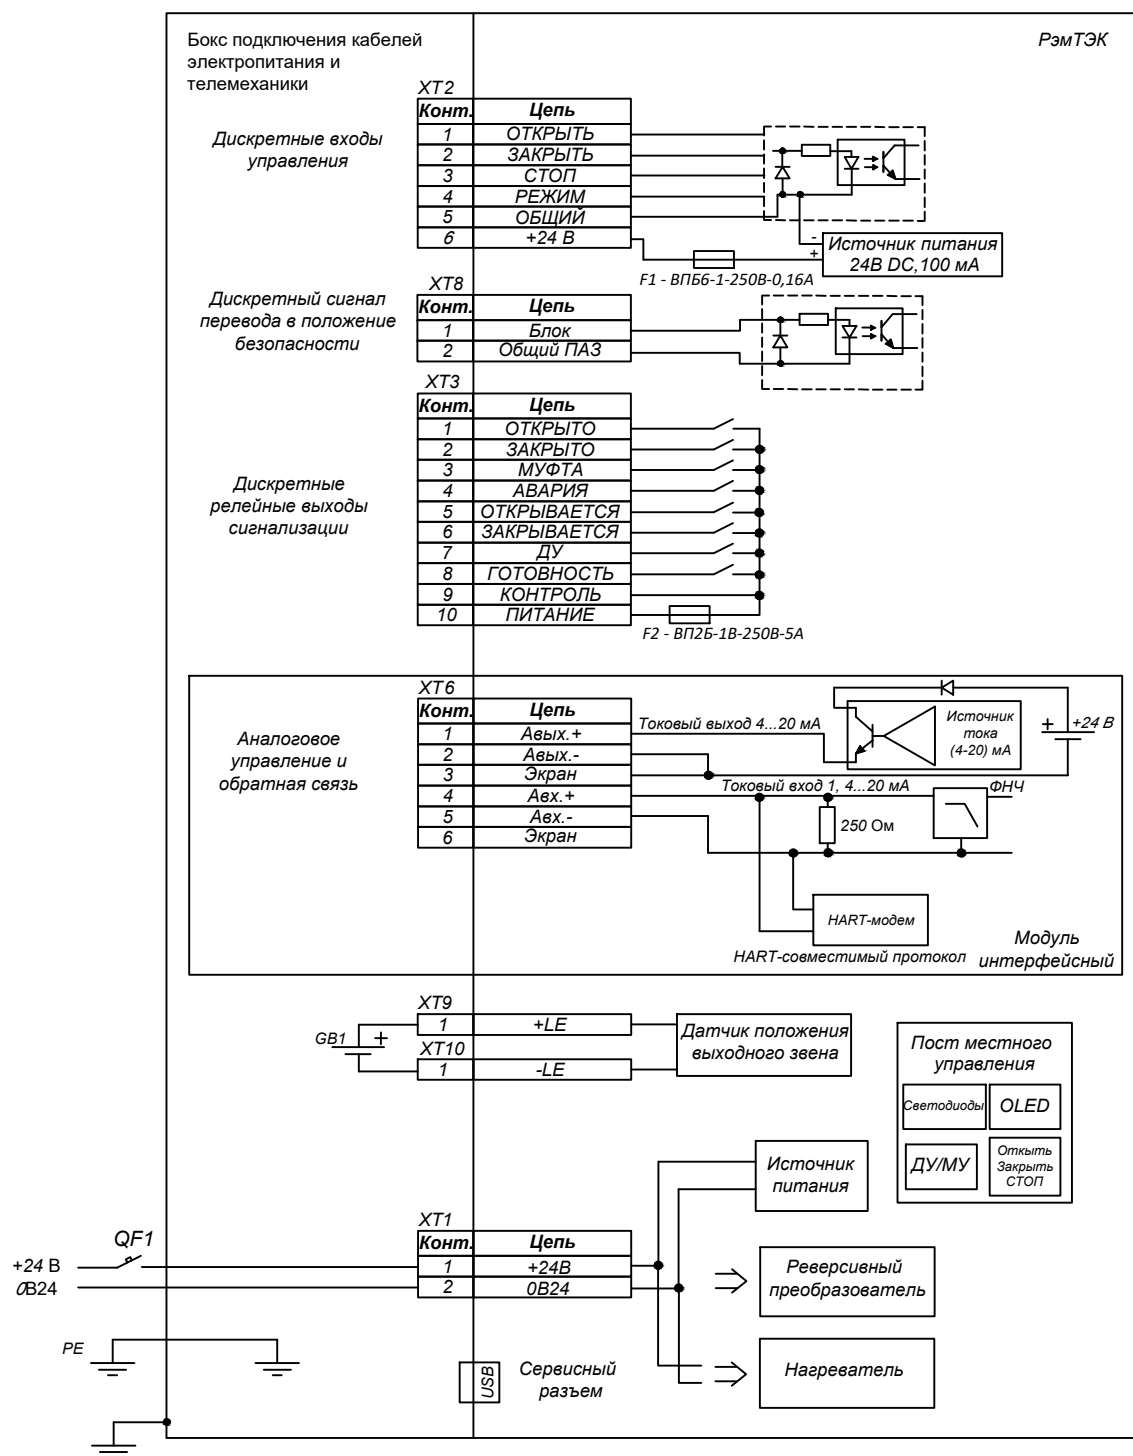 Бокс подключения кабелей
электропитания и
телемеханики
РэмТЭК
Дискретные входы
управления
XT2
Конт. Цепь
1 ОТКРЫТЬ
2 ЗАКРЫТЬ
3 СТОП
4 РЕЖИМ
5 ОБЩИЙ
6 +24 В
-
+
Источник питания
24В DC,100 мА
F1 - ВПБ6-1-250В-0,16А
Дискретный сигнал
перевода в положение
безопасности
XT8
Конт. Цепь
1 Блок
2 Общий ПАЗ
Дискретные
релейные выходы
сигнализации
XT3
Конт. Цепь
1 ОТКРЫТО
2 ЗАКРЫТО
3 МУФТА
4 АВАРИЯ
5 ОТКРЫВАЕТСЯ
6 ЗАКРЫВАЕТСЯ
7 ДУ
8 ГОТОВНОСТЬ
9 КОНТРОЛЬ
10 ПИТАНИЕ
F2 - ВП2Б-1В-250В-5А
Аналоговое
управление и
обратная связь
XT6
Конт. Цепь
1 Авых.+
2 Авых.-
3 Экран
4 Авх.+
5 Авх.-
6 Экран
Токовый выход 4...20 мА
Источник
тока
(4-20) мА
+
+24 В
Токовый вход 1, 4...20 мА
ФНЧ
250 Ом
HART-модем
HART-совместимый протокол
Модуль
интерфейсный
GB1
+
XT9
1 +LE
XT10
1 -LE
Датчик положения
выходного звена
Пост местного
управления
Светодиоды
OLED
ДУ/МУ
Откыть
Закрыть
СТОП
Источник
питания
QF1
+24 В
0В24
XT1
Конт. Цепь
1 +24В
2 0В24
Реверсивный
преобразователь
Нагреватель
PE
USB
Сервисный
разъем